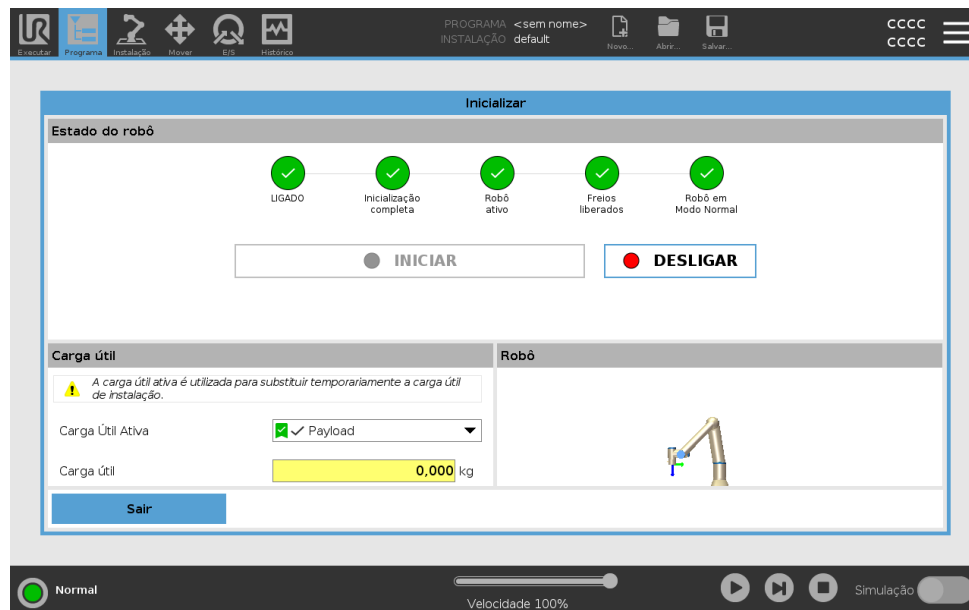 PROGRAMA <sem nome>
INSTALAÇÃO default
CCCC
CCCC
Executar Programa Instalação Mover E/S Histórico Novo... Abrir... Salvar...
Inicializar
Estado do robô
LIGADO
Inicialização
completa
Robô
ativo
Freios
liberados
Robô em
Modo Normal
INICIAR
DESLIGAR
Carga útil
A carga útil ativa é utilizada para substituir temporariamente a carga útil
de instalação.
Carga Útil Ativa
Payload
Carga útil
0,000 kg
Robô
Sair
Normal
Velocidade 100%
Simulação